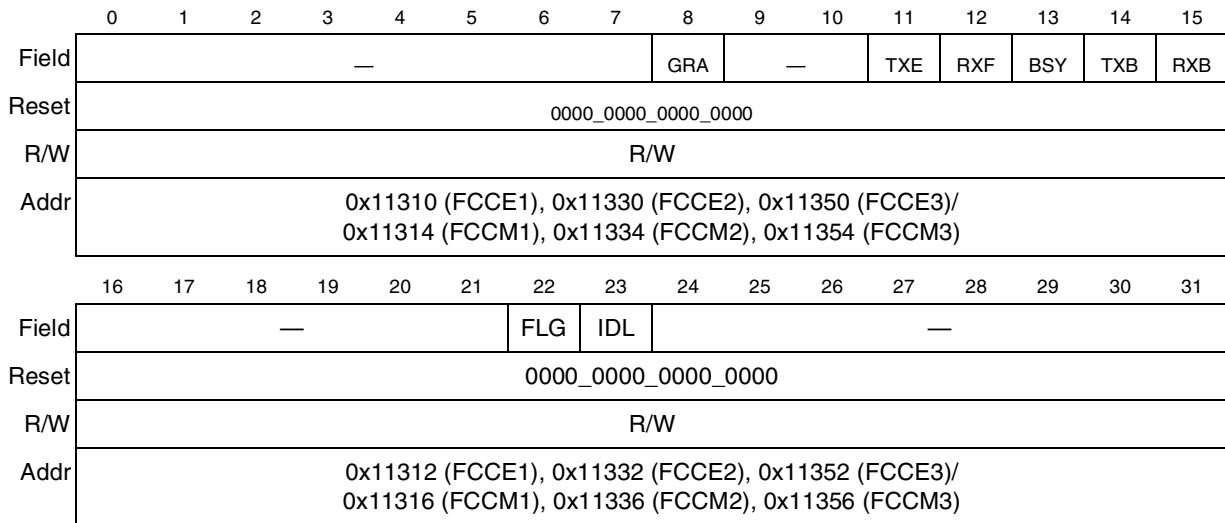 0 1 2 3 4 5 6 7 8 9 10 11 12 13 14 15
Field — GRA — TXE RXF BSY TXB RXB
Reset 0000_0000_0000_0000
R/W R/W
Addr 0x11310 (FCCE1), 0x11330 (FCCE2), 0x11350 (FCCE3)/
0x11314 (FCCM1), 0x11334 (FCCM2), 0x11354 (FCCM3)
16 17 18 19 20 21 22 23 24 25 26 27 28 29 30 31
Field — FLG IDL —
Reset 0000_0000_0000_0000
R/W R/W
Addr 0x11312 (FCCE1), 0x11332 (FCCE2), 0x11352 (FCCE3)/
0x11316 (FCCM1), 0x11336 (FCCM2), 0x11356 (FCCM3)